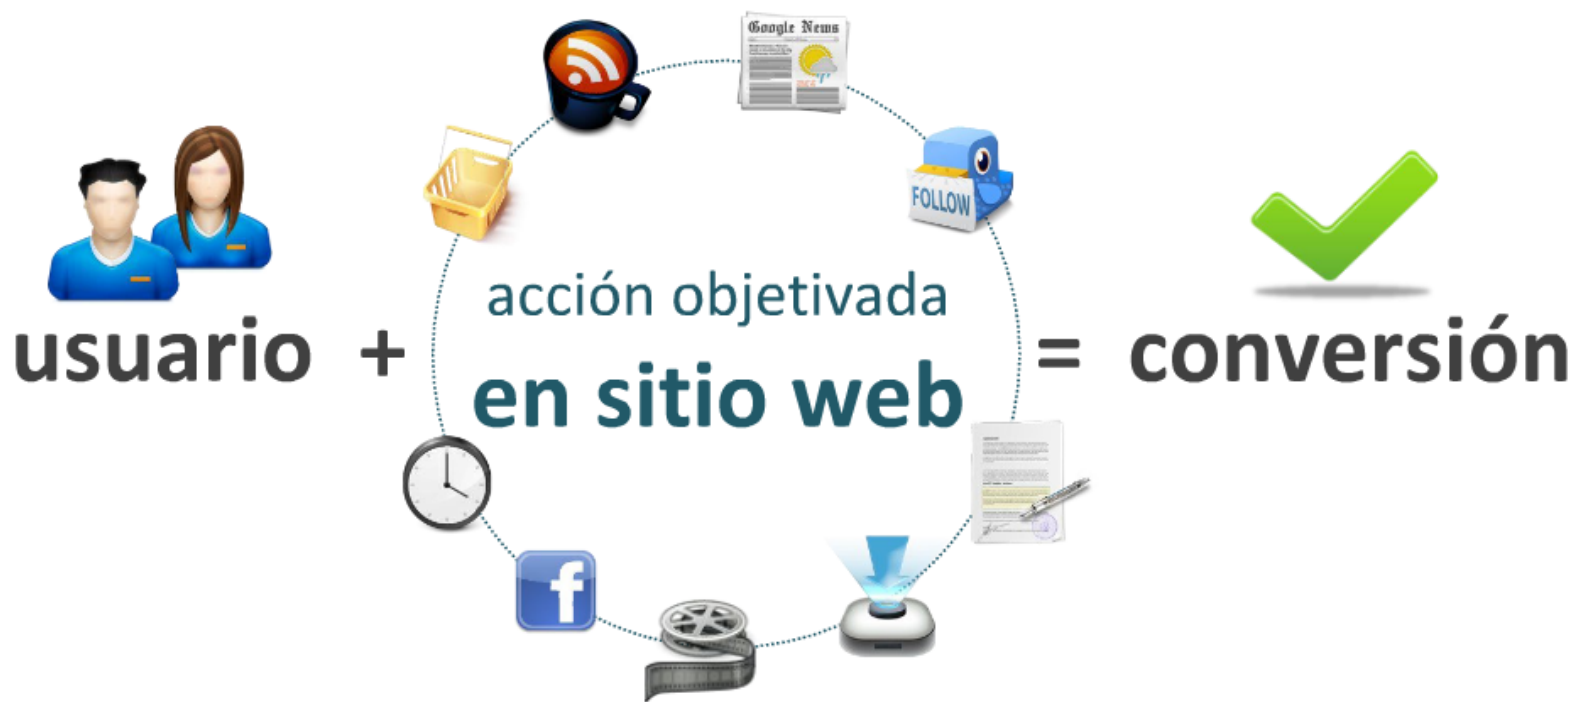 Google News
FOLLOW
acción objetivada
usuario + en sitio web = conversión
f